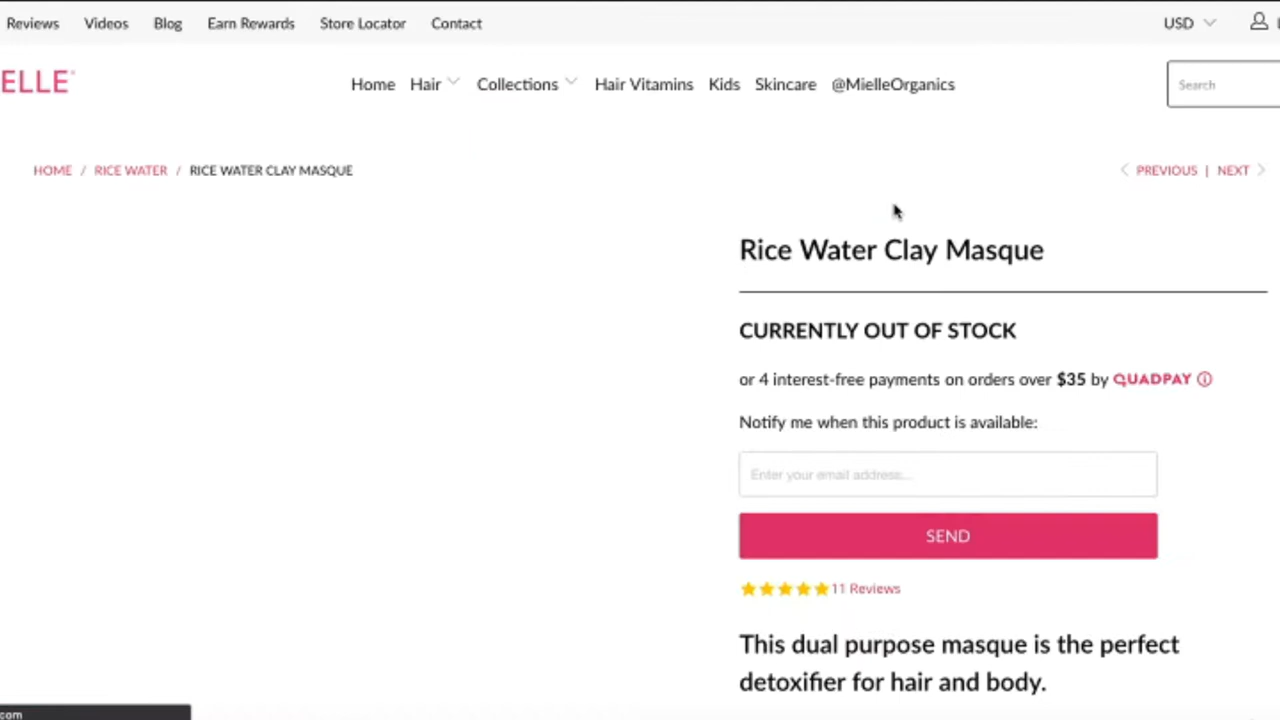 Reviews Videos Blog Earn Rewards Store Locator Contact USD
ELLE Home Hair Collections Hair Vitamins Kids Skincare @MielleOrganics Search
HOME / RICE WATER / RICE WATER CLAY MASQUE PREVIOUS | NEXT
Rice Water Clay Masque
CURRENTLY OUT OF STOCK
or 4 interest-free payments on orders over $35 by QUADPAY
Notify me when this product is available:
Enter your email address...
SEND
11 Reviews
This dual purpose masque is the perfect
detoxifier for hair and body.
com